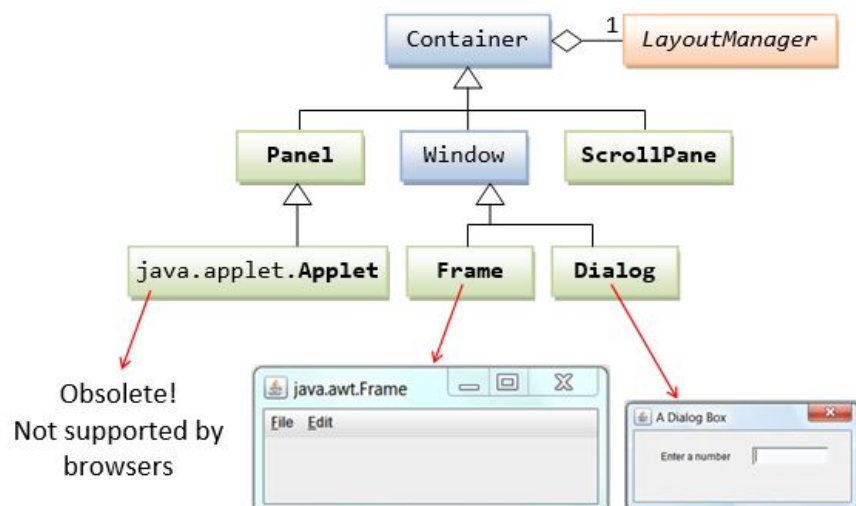 Container
1
LayoutManager
Panel
Window
ScrollPane
java.applet.Applet
Frame
Dialog
Obsolete!
Not supported by
browsers
java.awt.Frame
File Edit
A Dialog Box
Enter a number